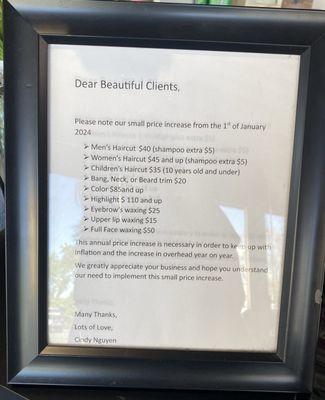 Dear Beautiful Clients,
Please note our small price increase from the 1st of January
2024
➢ Men's Haircut $40 (shampoo extra $5)
➢ Women's Haircut $45 and up (shampoo extra $5)
➢ Children's Haircut $35 (10 years old and under)
➢ Bang, Neck, or Beard trim $20
➢ Color $85and up
➢ Highlight $ 110 and up
➢ Eyebrow's waxing $25
➢ Upper lip waxing $15
➢ Full Face waxing $50
This annual price increase is necessary in order to keep up with
inflation and the increase in overhead year on year.
We greatly appreciate your business and hope you understand
our need to implement this small price increase.
Many Thanks,
Lots of Love,
Cindy Nguyen